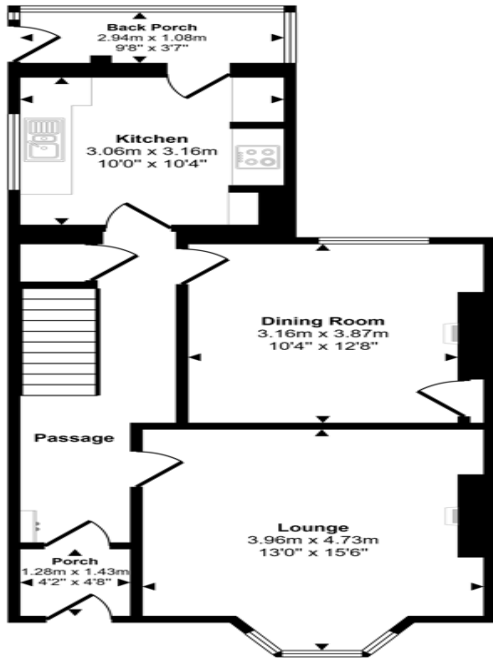 Back Porch
2.94m x 1.08m
9'8" x 3'7"
Kitchen
3.06m x 3.16m
10'0" x 10'4"
Dining Room
3.16m x 3.87m
10'4" x 12'8"
Passage
Lounge
3.96m x 4.73m
13'0" x 15'6"
Porch
1.28m x 1.43m
4'2" x 4'8"